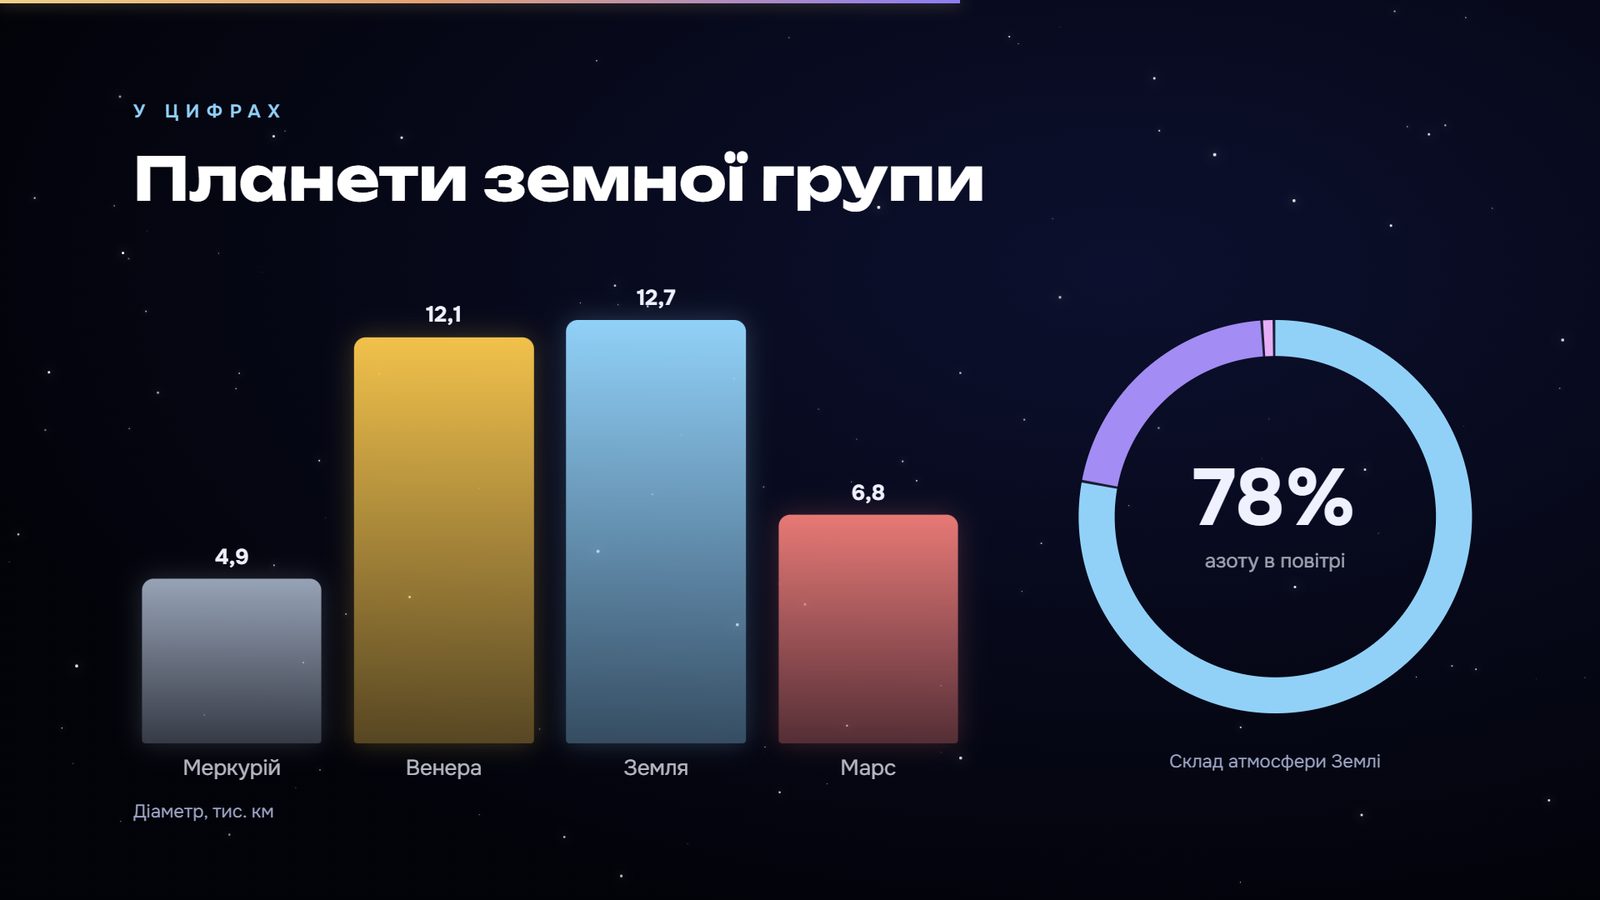 У ЦИФРАХ
Планети земної групи
4,9
12,1
12,7
6,8
Меркурій
Венера
Земля
Марс
Діаметр, тис. км
78%
азоту в повітрі
Склад атмосфери Землі